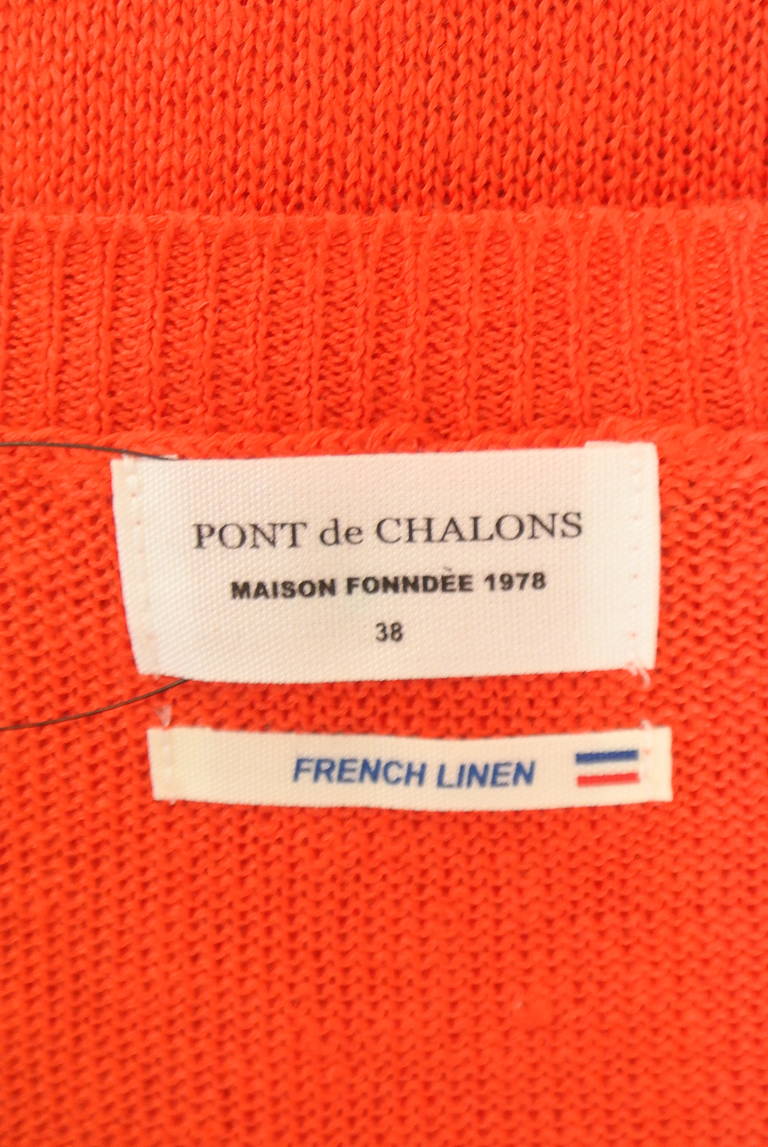 PONT de CHALONS
MAISON FONNDÈE 1978
38
FRENCH LINEN